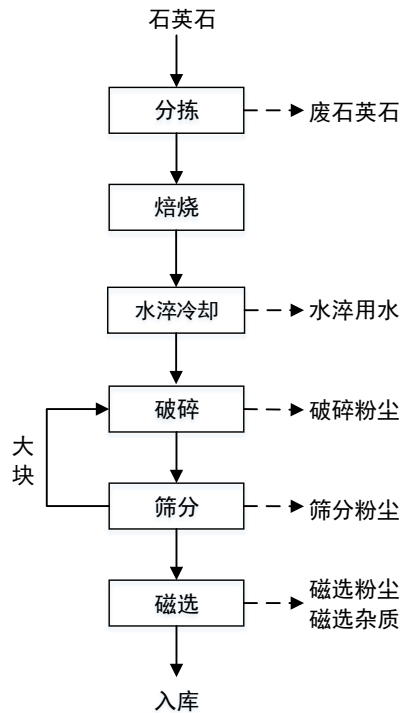 石英石
分拣
废石英石
焙烧
水淬冷却
水淬用水
破碎
破碎粉尘
大
块
筛分
筛分粉尘
磁选
磁选粉尘
磁选杂质
入库